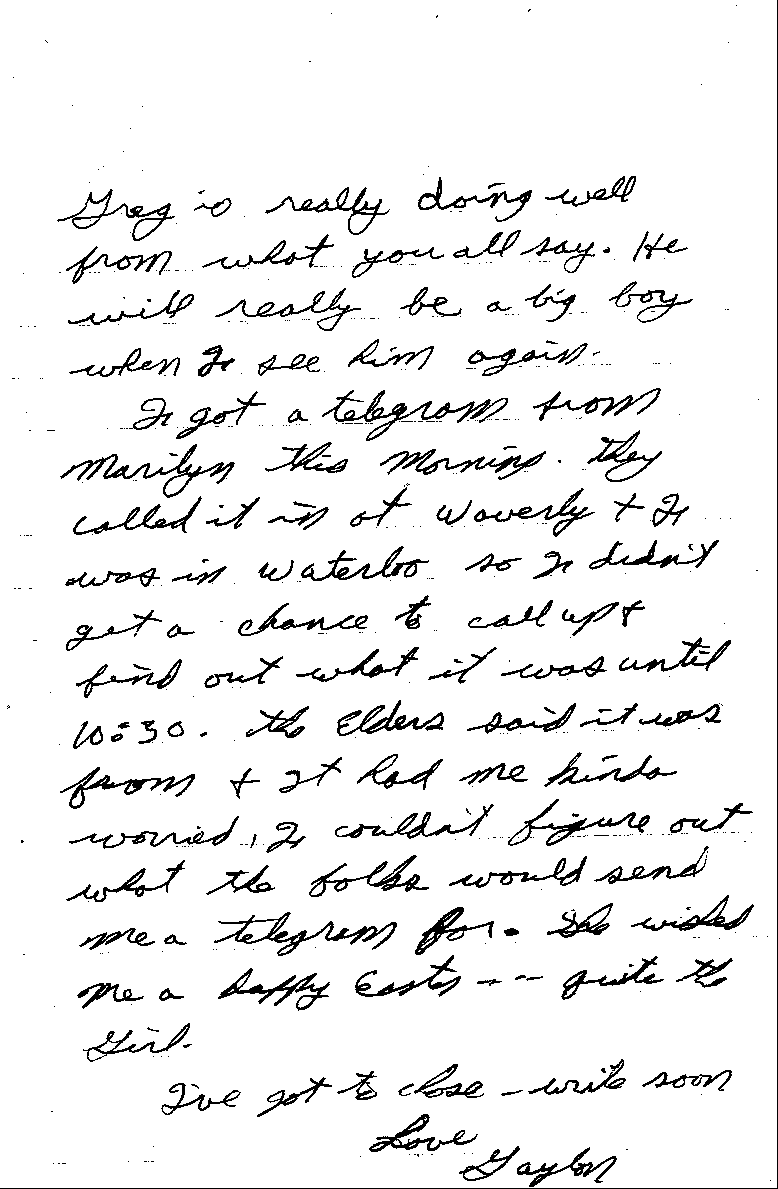 Greg is really doing well
from what you all say. He
will really be a big boy
when I see him again.
I got a telegram from
Marilyn this morning. They
called it in at Waverly + I
was in Waterloo so I didn't
get a chance to call up +
find out what it was until
10:30. The Elders said it was
from + it had me kinda
worried, I couldn't figure out
what the folks would send
me a telegram for. She wished
me a happy Easter -- quite the
Girl.
I've got to close - write soon
Love
Gaylon